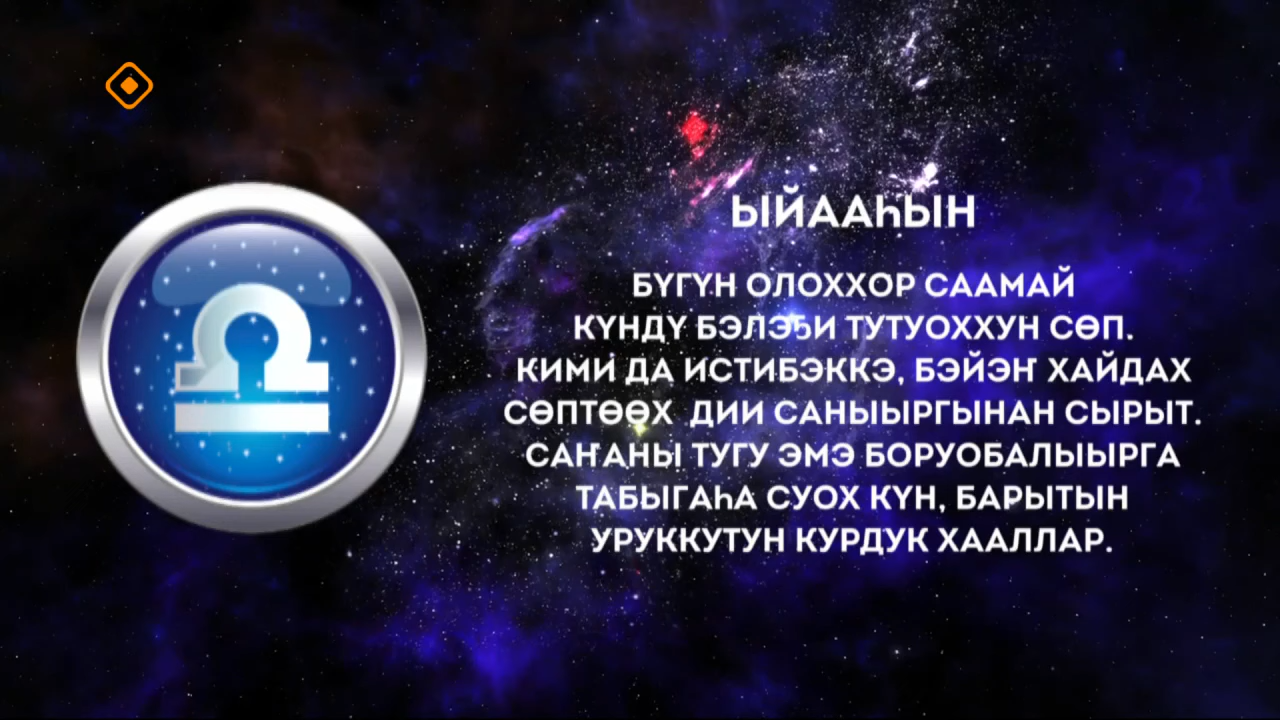 ЫЙААҺЫН
БҮГҮН ОЛОХХОР СААМАЙ
КҮНДҮ БЭЛЭҔИ ТУТУОХХУН СӨП.
КИМИ ДА ИСТИБЭККЭ, БЭЙЭҤ ХАЙДАХ
СӨПТӨӨХ ДИИ САНЫЫРГЫНАН СЫРЫТ.
САҤАНЫ ТУГУ ЭМЭ БОРУОБАЛЫЫРГА
ТАБЫГАҺА СУОХ КҮН, БАРЫТЫН
УРУККУТУН КУРДУК ХААЛЛАР.